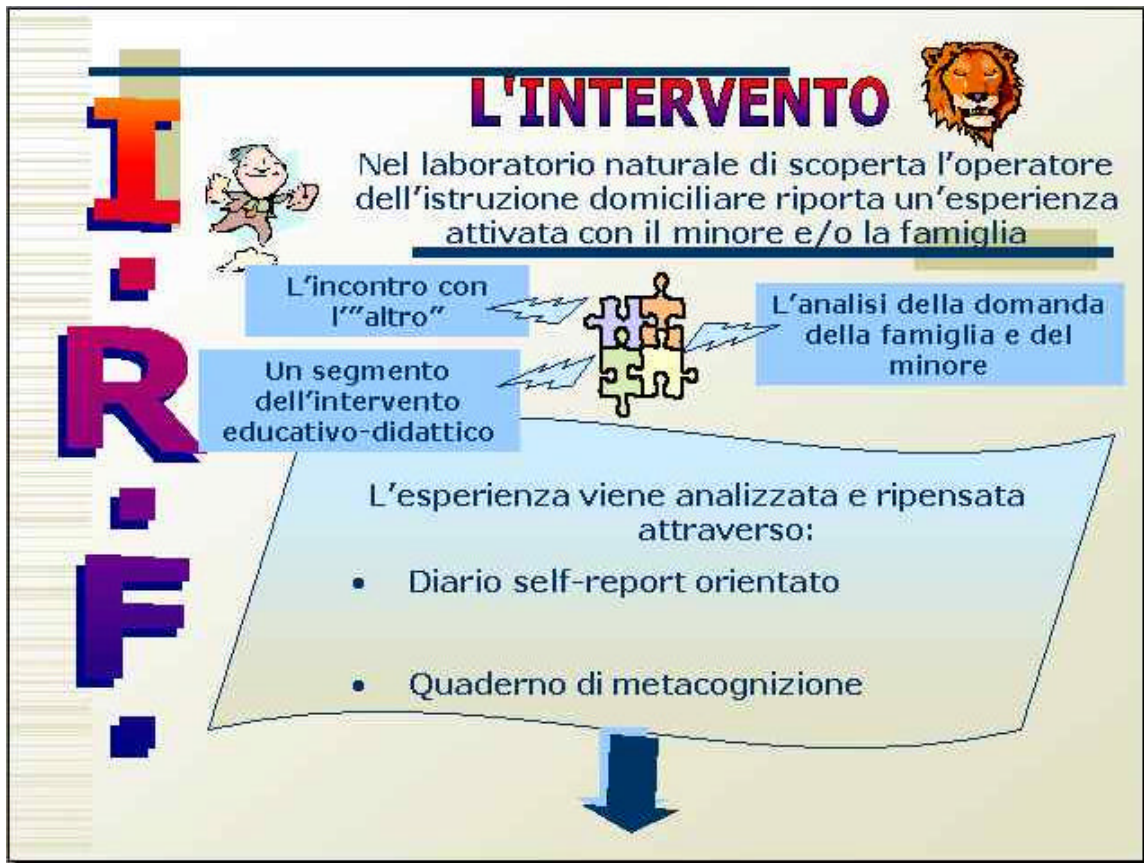 I.R.F.
L'INTERVENTO
Nel laboratorio naturale di scoperta l'operatore
dell'istruzione domiciliare riporta un'esperienza
attivata con il minore e/o la famiglia
L'incontro con
l'"altro"
Un segmento
dell'intervento
educativo-didattico
L'analisi della domanda
della famiglia e del
minore
L'esperienza viene analizzata e ripensata
attraverso:
• Diario self-report orientato
• Quaderno di metacognizione